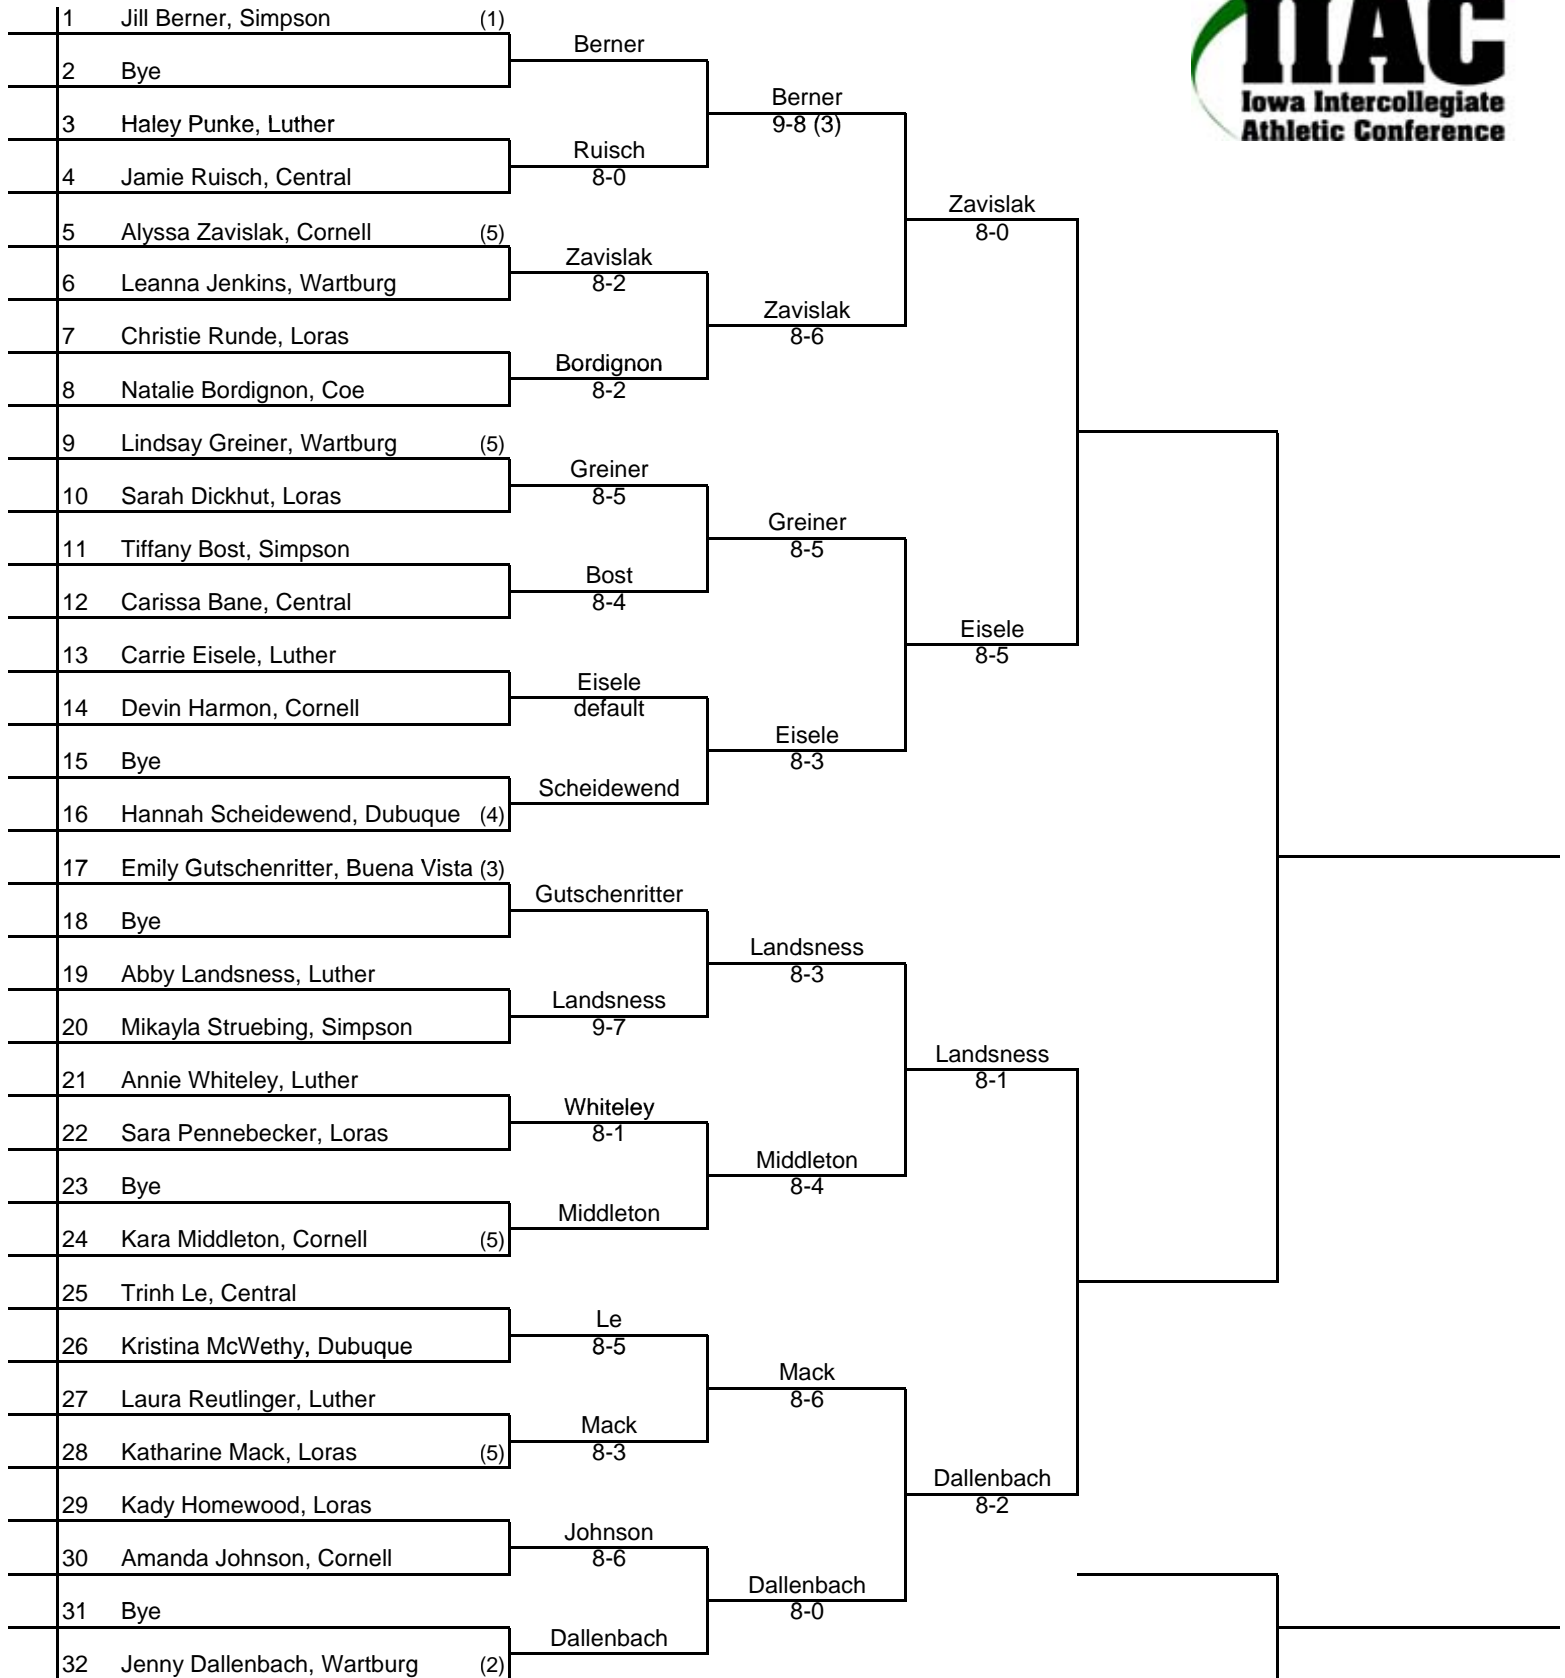 IIAC
Iowa Intercollegiate
Athletic Conference
1 Jill Berner, Simpson (1)
2 Bye
3 Haley Punke, Luther
4 Jamie Ruisch, Central
5 Alyssa Zavislak, Cornell (5)
6 Leanna Jenkins, Wartburg
7 Christie Runde, Loras
8 Natalie Bordignon, Coe
9 Lindsay Greiner, Wartburg (5)
10 Sarah Dickhut, Loras
11 Tiffany Bost, Simpson
12 Carissa Bane, Central
13 Carrie Eisele, Luther
14 Devin Harmon, Cornell
15 Bye
16 Hannah Scheidewend, Dubuque (4)
17 Emily Gutschenritter, Buena Vista (3)
18 Bye
19 Abby Landsness, Luther
20 Mikayla Struebing, Simpson
21 Annie Whiteley, Luther
22 Sara Pennebecker, Loras
23 Bye
24 Kara Middleton, Cornell (5)
25 Trinh Le, Central
26 Kristina McWethy, Dubuque
27 Laura Reutlinger, Luther
28 Katharine Mack, Loras (5)
29 Kady Homewood, Loras
30 Amanda Johnson, Cornell
31 Bye
32 Jenny Dallenbach, Wartburg (2)
Berner
Ruisch
8-0
Zavislak
8-2
Bordignon
8-2
Greiner
8-5
Bost
8-4
Eisele
default
Scheidewend
Gutschenritter
Landsness
9-7
Whiteley
8-1
Middleton
Le
8-5
Mack
8-3
Johnson
8-6
Dallenbach
Berner
9-8 (3)
Zavislak
8-6
Greiner
8-5
Eisele
8-3
Landsness
8-3
Middleton
8-4
Mack
8-6
Dallenbach
8-0
Zavislak
8-0
Eisele
8-5
Landsness
8-1
Dallenbach
8-2